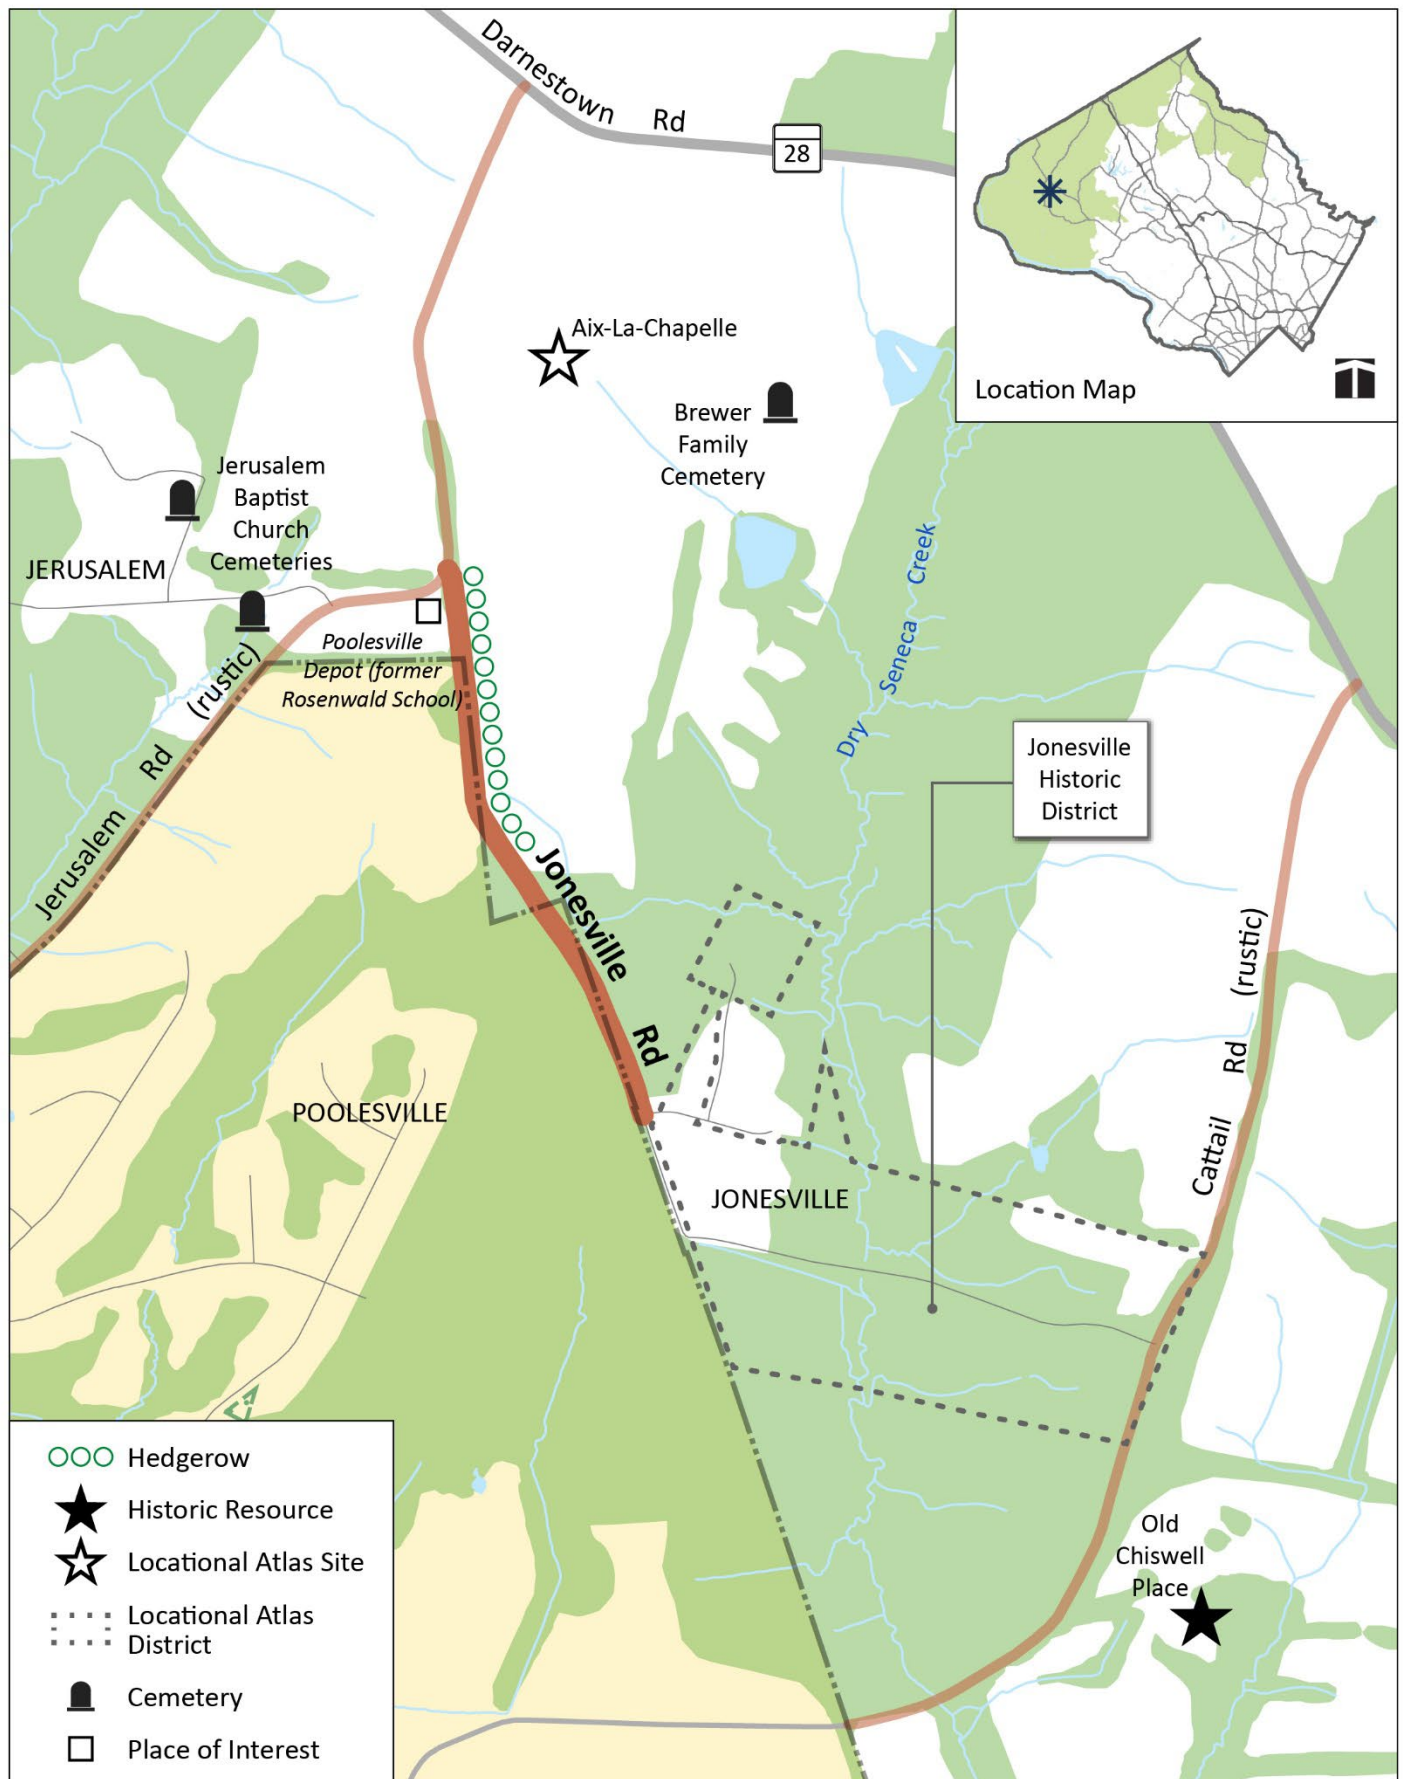 Darnestown Rd
28
Location Map
Aix-La-Chapelle
Brewer
Family
Cemetery
Jerusalem
Baptist
Church
Cemeteries
JERUSALEM
Poolesville
Depot (former
Rosenwald School)
Jerusalem Rd (rustic)
Dry Seneca Creek
Jonesville
Historic
District
Jonesville Rd
Cattail Rd (rustic)
POOLESVILLE
JONESVILLE
Old
Chiswell
Place
Hedgerow
Historic Resource
Locational Atlas Site
Locational Atlas
District
Cemetery
Place of Interest